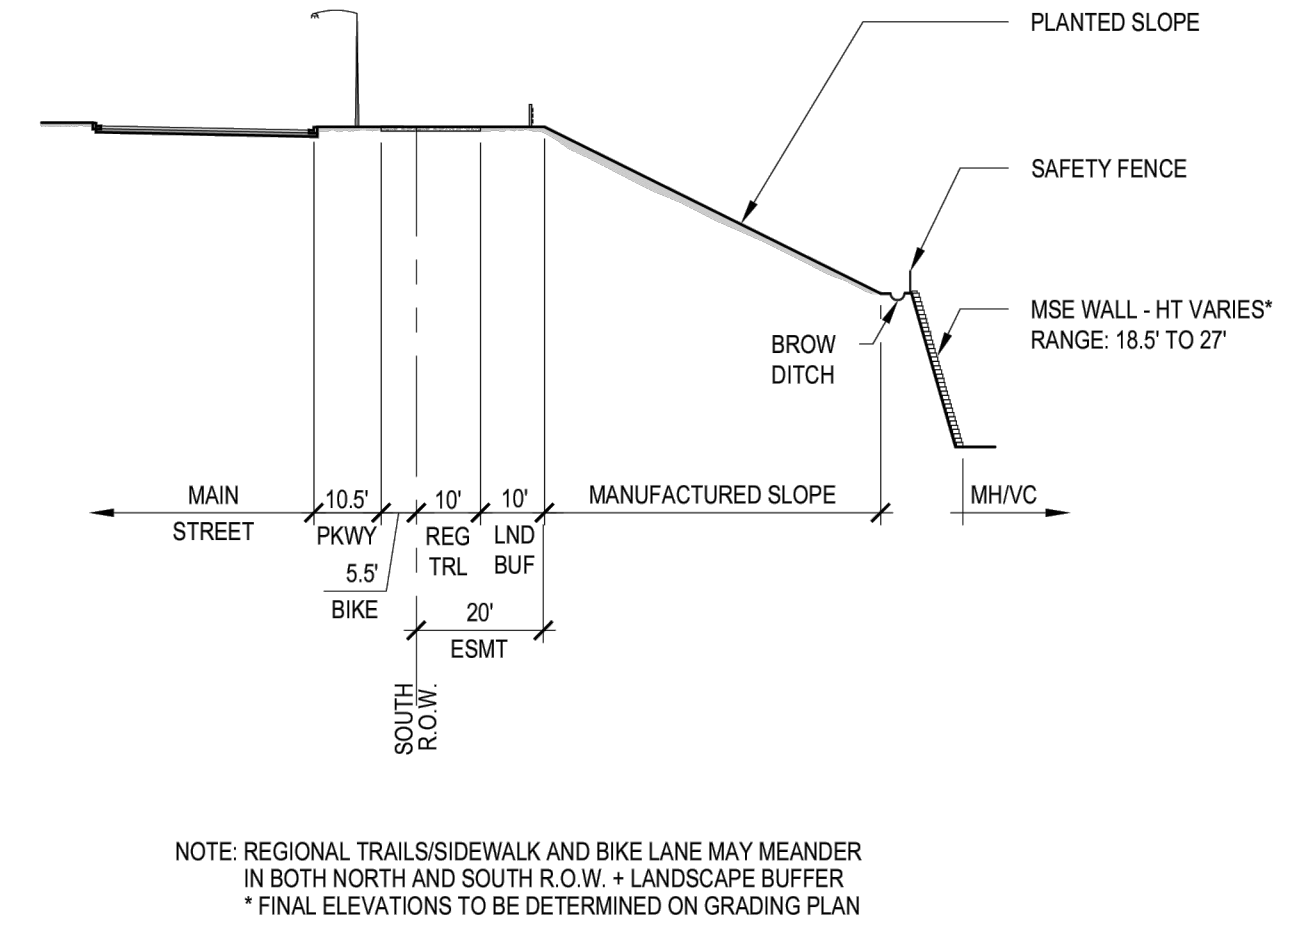 PLANTED SLOPE
SAFETY FENCE
MSE WALL - HT VARIES*
RANGE: 18.5' TO 27'
BROW
DITCH
MAIN
STREET
10.5'
PKWY
5.5'
BIKE
10'
REG
TRL
10'
LND
BUF
MANUFACTURED SLOPE
MH/VC
20'
ESMT
SOUTH
R.O.W.
NOTE: REGIONAL TRAILS/SIDEWALK AND BIKE LANE MAY MEANDER
IN BOTH NORTH AND SOUTH R.O.W. + LANDSCAPE BUFFER
* FINAL ELEVATIONS TO BE DETERMINED ON GRADING PLAN